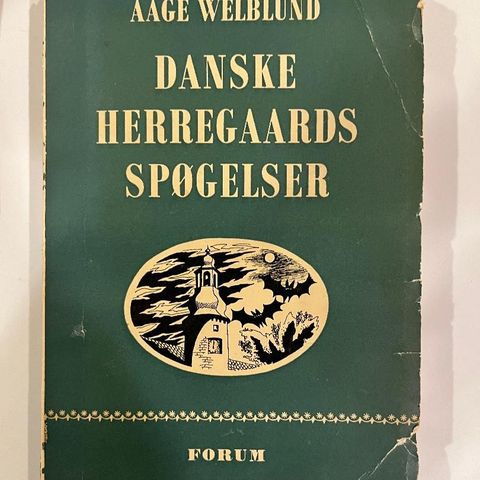 AAGE WELBLUND
DANSKE
HERREGAARDS
SPØGELSER
FORUM